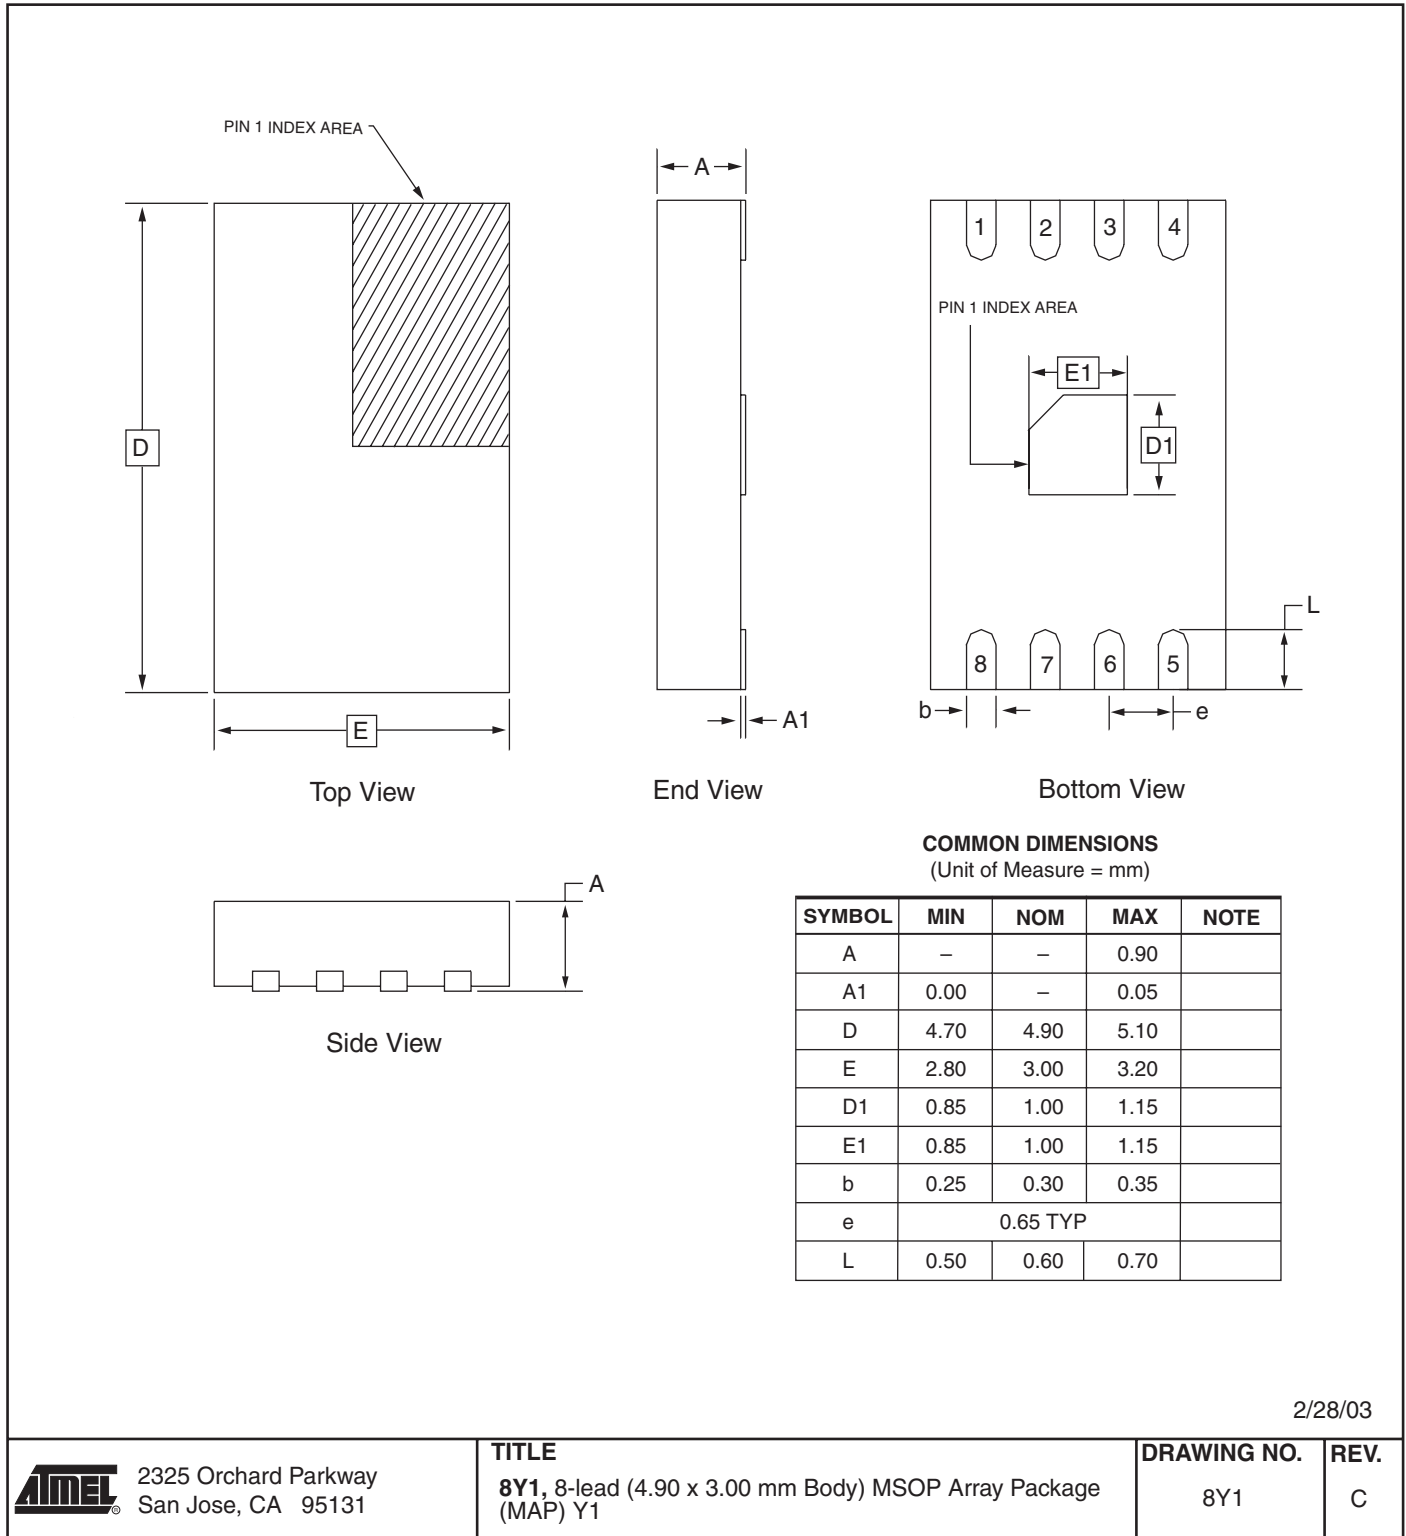 PIN 1 INDEX AREA
A
1 2 3 4
PIN 1 INDEX AREA
E1
D
D1
L
8 7 6 5
b
e
A1
E
Top View
End View
Bottom View
COMMON DIMENSIONS
(Unit of Measure = mm)
A
SYMBOL MIN NOM MAX NOTE
A – – 0.90
A1 0.00 – 0.05
D 4.70 4.90 5.10
E 2.80 3.00 3.20
D1 0.85 1.00 1.15
E1 0.85 1.00 1.15
b 0.25 0.30 0.35
e 0.65 TYP
L 0.50 0.60 0.70
Side View
2/28/03
ATMEL ®
2325 Orchard Parkway
San Jose, CA 95131
TITLE
8Y1, 8-lead (4.90 x 3.00 mm Body) MSOP Array Package
(MAP) Y1
DRAWING NO.
8Y1
REV.
C